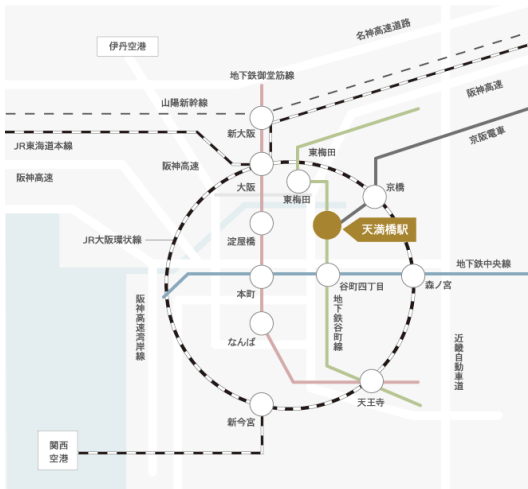 名神高速道路
伊丹空港
地下鉄御堂筋線
阪神高速
山陽新幹線
新大阪
京阪電車
JR東海道本線
東梅田
阪神高速
阪神高速
大阪
京橋
東梅田
天満橋駅
淀屋橋
JR大阪環状線
地下鉄中央線
本町
谷町四丁目
森ノ宮
阪神高速湾岸線
地下鉄谷町線
なんば
近畿自動車道
天王寺
新今宮
関西
空港